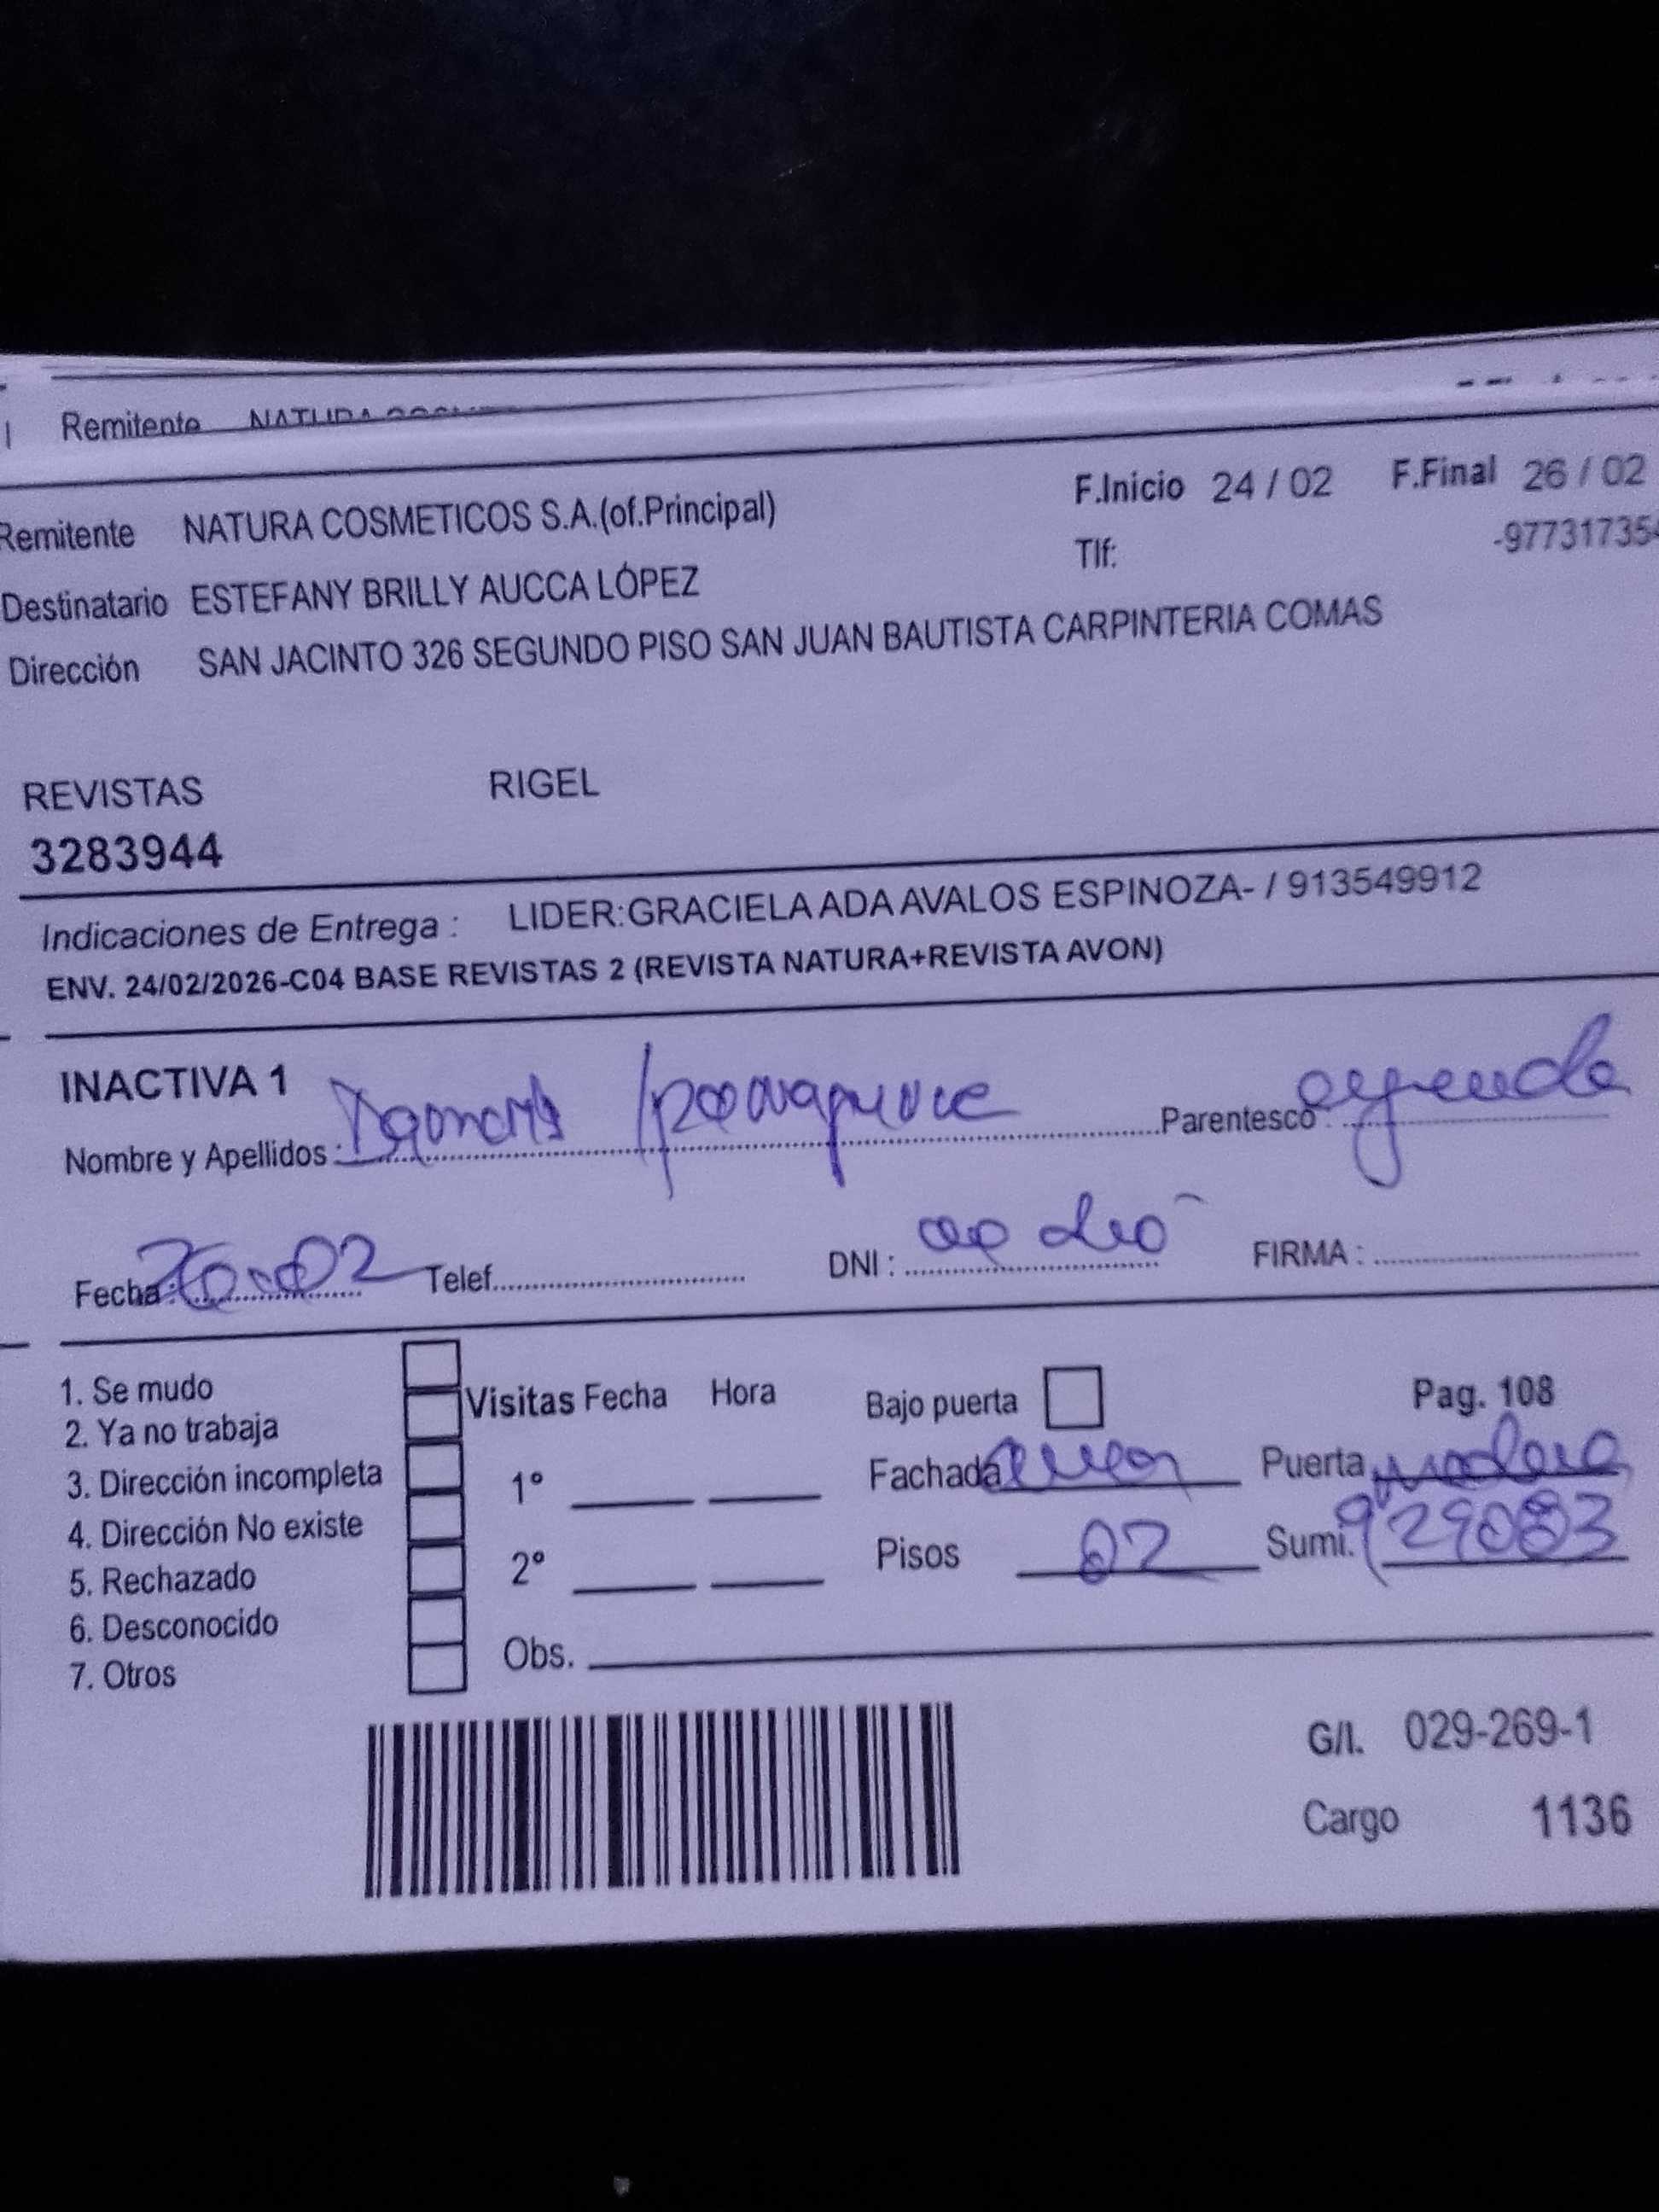 Remitente NATURA
Remitente NATURA COSMETICOS S.A.(of.Principal) F.Inicio 24 / 02 F.Final 26 / 02
Tlf: -97731735
Destinatario ESTEFANY BRILLY AUCCA LÓPEZ
Dirección SAN JACINTO 326 SEGUNDO PISO SAN JUAN BAUTISTA CARPINTERIA COMAS
REVISTAS RIGEL
3283944
Indicaciones de Entrega : LIDER:GRACIELA ADA AVALOS ESPINOZA- / 913549912
ENV. 24/02/2026-C04 BASE REVISTAS 2 (REVISTA NATURA+REVISTA AVON)
INACTIVA 1
Nombre y Apellidos : Parentesco
Fecha: Telef. DNI : FIRMA :
1. Se mudo
2. Ya no trabaja
3. Dirección incompleta
4. Dirección No existe
5. Rechazado
6. Desconocido
7. Otros
Visitas Fecha Hora
1°
2°
Obs.
Bajo puerta Pag. 108
Fachada Puerta madera
Pisos 02 Sumi.
G/I. 029-269-1
Cargo 1136